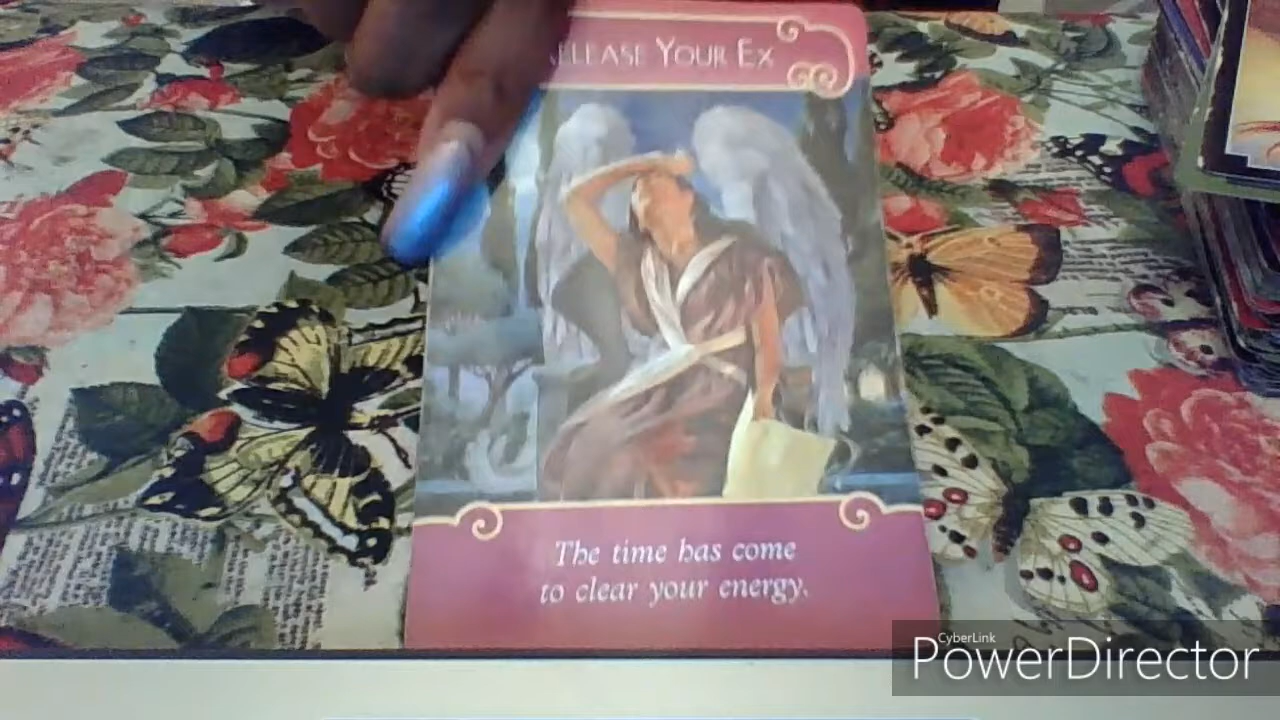 ELEASE YOUR EX
The time has come
to clear your energy.
CyberLink
PowerDirector